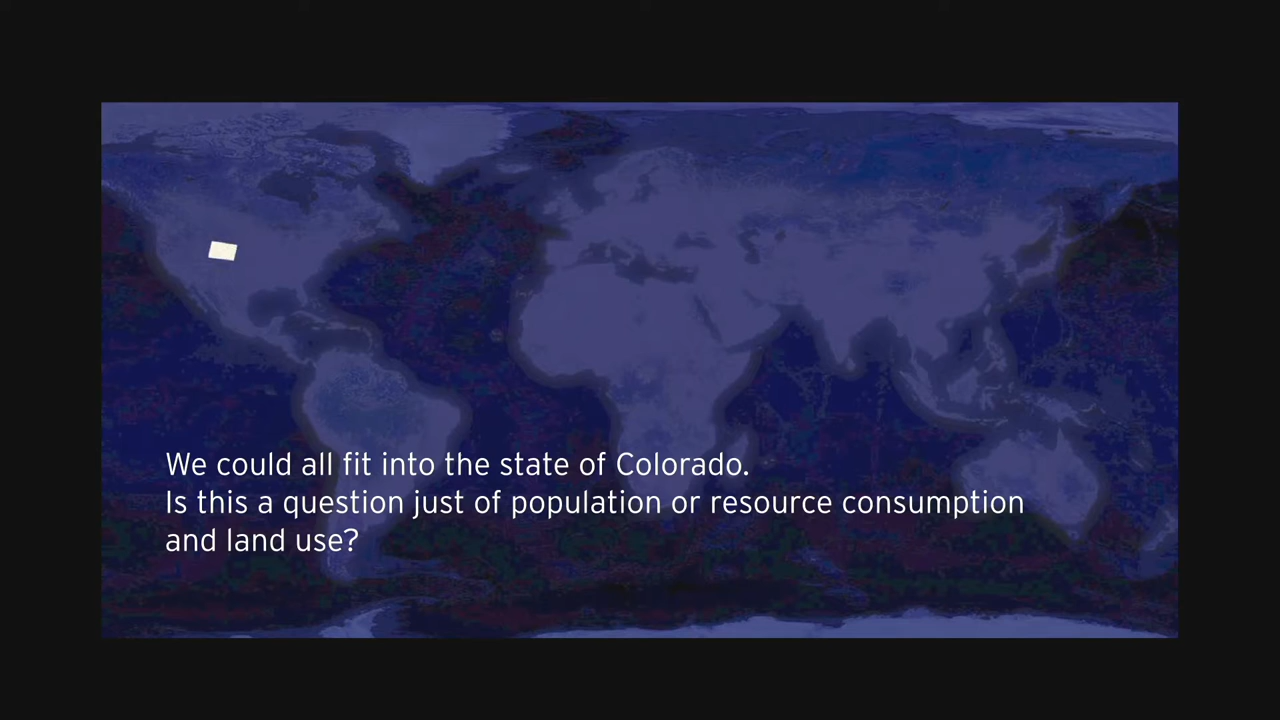 We could all fit into the state of Colorado.
Is this a question just of population or resource consumption
and land use?